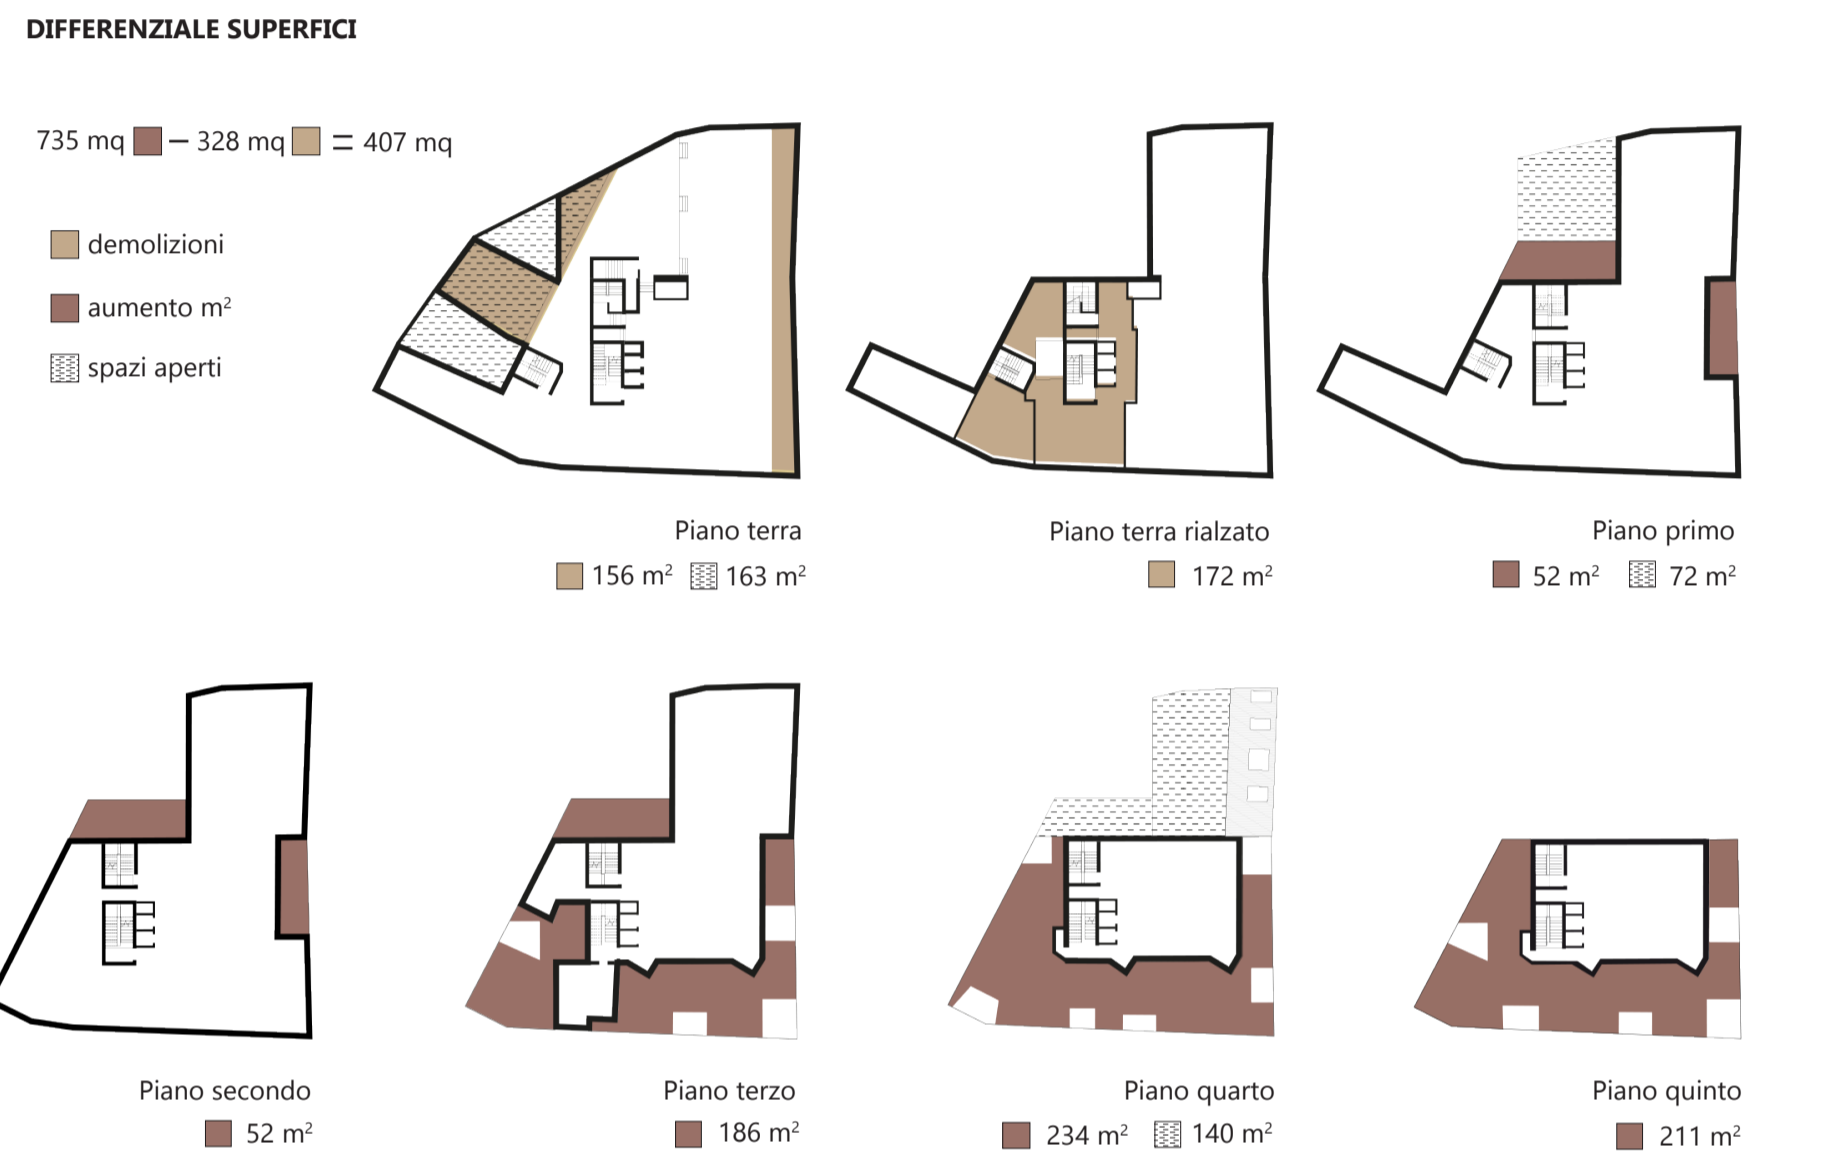 DIFFERENZIALE SUPERFICI
735 mq − 328 mq = 407 mq
demolizioni
aumento m²
spazi aperti
Piano terra
156 m² 163 m²
Piano terra rialzato
172 m²
Piano primo
52 m² 72 m²
Piano secondo
52 m²
Piano terzo
186 m²
Piano quarto
234 m² 140 m²
Piano quinto
211 m²